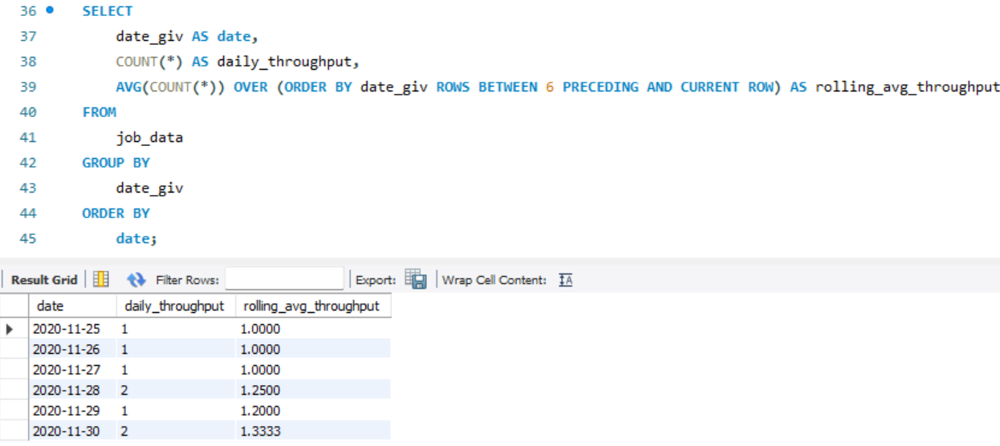 36 SELECT
37 date_giv AS date,
38 COUNT(*) AS daily_throughput,
39 AVG(COUNT(*)) OVER (ORDER BY date_giv ROWS BETWEEN 6 PRECEDING AND CURRENT ROW) AS rolling_avg_throughput
40 FROM
41 job_data
42 GROUP BY
43 date_giv
44 ORDER BY
45 date;
Result Grid Filter Rows: Export: Wrap Cell Content: IA
date daily_throughput rolling_avg_throughput
2020-11-25 1 1.0000
2020-11-26 1 1.0000
2020-11-27 1 1.0000
2020-11-28 2 1.2500
2020-11-29 1 1.2000
2020-11-30 2 1.3333